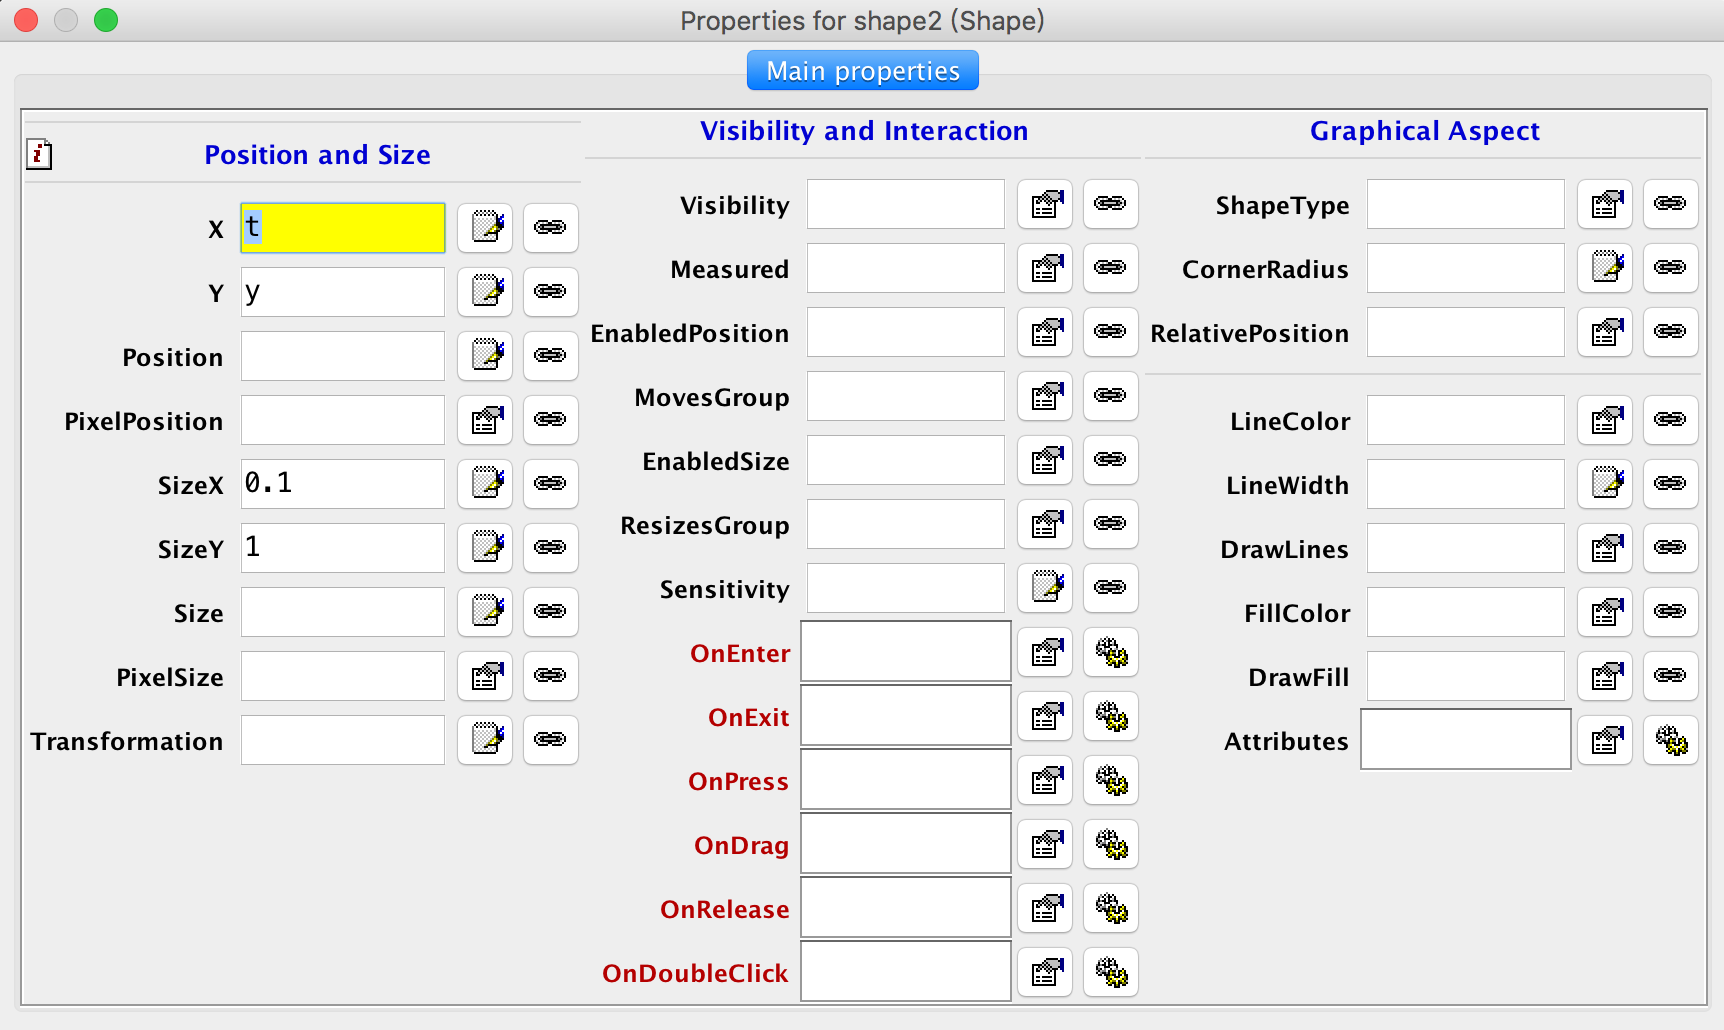 Properties for shape2 (Shape)
Main properties
Position and Size
X t
Y y
Position
PixelPosition
SizeX 0.1
SizeY 1
Size
PixelSize
Transformation
Visibility and Interaction
Visibility
Measured
EnabledPosition
MovesGroup
EnabledSize
ResizesGroup
Sensitivity
OnEnter
OnExit
OnPress
OnDrag
OnRelease
OnDoubleClick
Graphical Aspect
ShapeType
CornerRadius
RelativePosition
LineColor
LineWidth
DrawLines
FillColor
DrawFill
Attributes